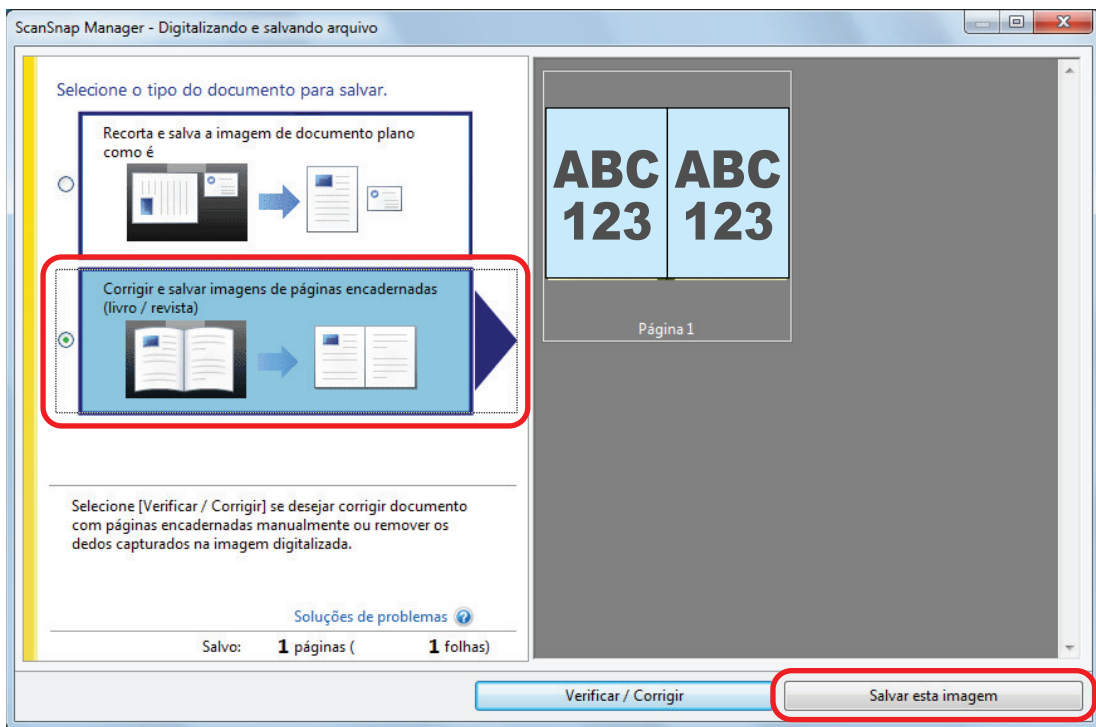 ScanSnap Manager - Digitalizando e salvando arquivo
Selecione o tipo do documento para salvar.
Recorta e salva a imagem de documento plano
como é
Corrigir e salvar imagens de páginas encadernadas
(livro / revista)
Selecione [Verificar / Corrigir] se desejar corrigir documento
com páginas encadernadas manualmente ou remover os
dedos capturados na imagem digitalizada.
Soluções de problemas
Salvo: 1 páginas ( 1 folhas)
ABC ABC
123 123
Página 1
Verificar / Corrigir
Salvar esta imagem